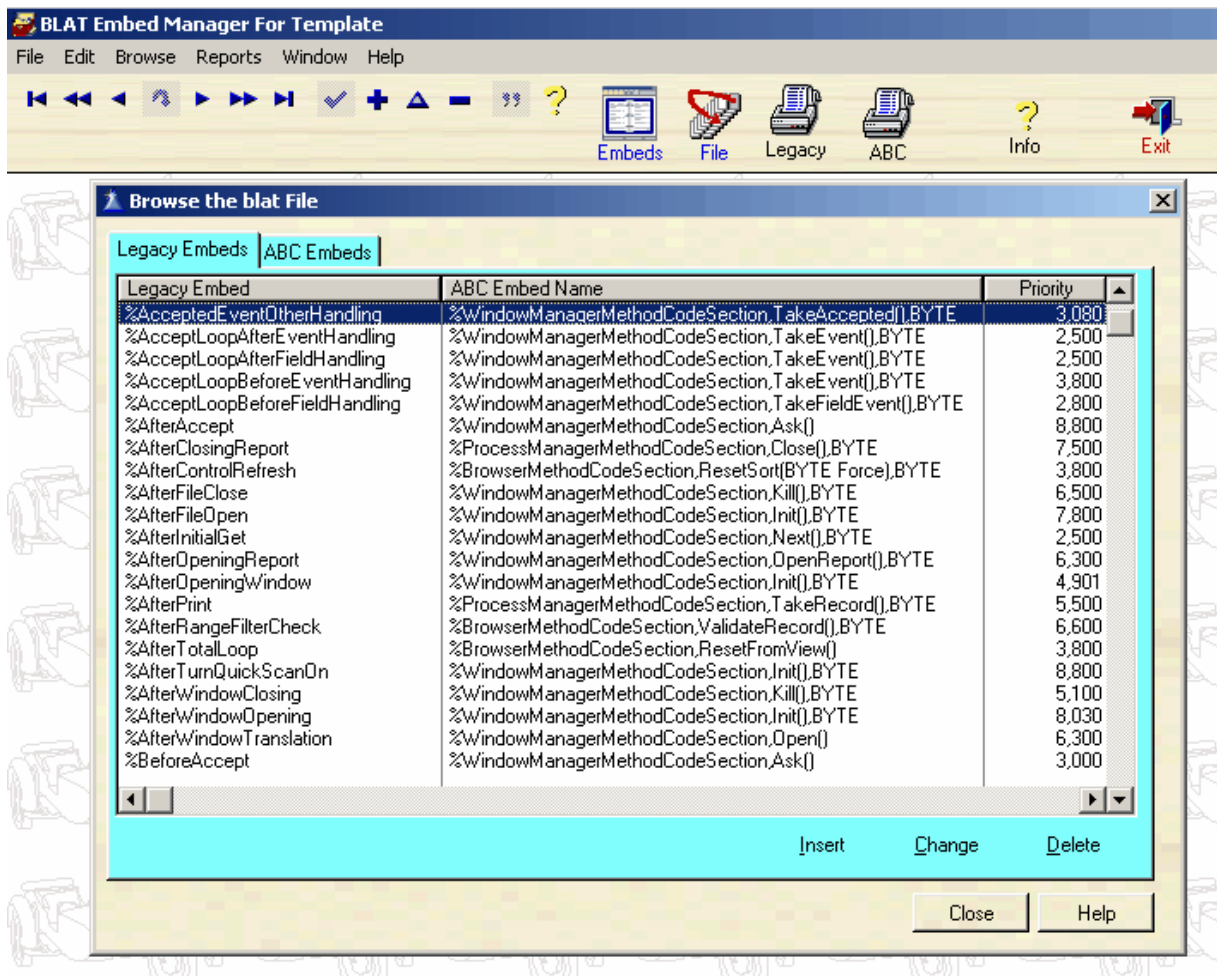 BLAT Embed Manager For Template
File Edit Browse Reports Window Help
Embeds File Legacy ABC Info Exit
Browse the blat File
Legacy Embeds ABC Embeds
Legacy Embed ABC Embed Name Priority
%AcceptedEventOtherHandling %WindowManagerMethodCodeSection,TakeAccepted(),BYTE 3,080
%AcceptLoopAfterEventHandling %WindowManagerMethodCodeSection,TakeEvent(),BYTE 2,500
%AcceptLoopAfterFieldHandling %WindowManagerMethodCodeSection,TakeEvent(),BYTE 2,500
%AcceptLoopBeforeEventHandling %WindowManagerMethodCodeSection,TakeEvent(),BYTE 3,800
%AcceptLoopBeforeFieldHandling %WindowManagerMethodCodeSection,TakeFieldEvent(),BYTE 2,800
%AfterAccept %WindowManagerMethodCodeSection,Ask() 8,800
%AfterClosingReport %ProcessManagerMethodCodeSection,Close(),BYTE 7,500
%AfterControlRefresh %BrowserMethodCodeSection,ResetSort(BYTE Force),BYTE 3,800
%AfterFileClose %WindowManagerMethodCodeSection,Kill(),BYTE 6,500
%AfterFileOpen %WindowManagerMethodCodeSection,Init(),BYTE 7,800
%AfterInitialGet %WindowManagerMethodCodeSection,Next(),BYTE 2,500
%AfterOpeningReport %WindowManagerMethodCodeSection,OpenReport(),BYTE 6,300
%AfterOpeningWindow %WindowManagerMethodCodeSection,Init(),BYTE 4,901
%AfterPrint %ProcessManagerMethodCodeSection,TakeRecord(),BYTE 5,500
%AfterRangeFilterCheck %BrowserMethodCodeSection,ValidateRecord(),BYTE 6,600
%AfterTotalLoop %BrowserMethodCodeSection,ResetFromView() 3,800
%AfterTurnQuickScanOn %WindowManagerMethodCodeSection,Init(),BYTE 8,800
%AfterWindowClosing %WindowManagerMethodCodeSection,Kill(),BYTE 5,100
%AfterWindowOpening %WindowManagerMethodCodeSection,Init(),BYTE 8,030
%AfterWindowTranslation %WindowManagerMethodCodeSection,Open() 6,300
%BeforeAccept %WindowManagerMethodCodeSection,Ask() 3,000
Insert Change Delete
Close Help